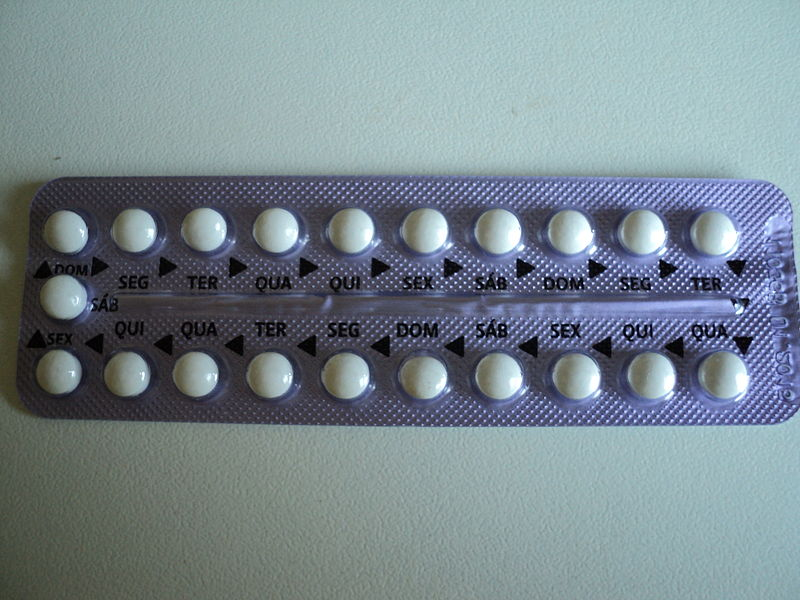 DOM SEG TER QUA QUI SEX SÁB DOM SEG TER
SÁB
SEX QUI QUA TER SEG DOM SÁB SEX QUI QUA